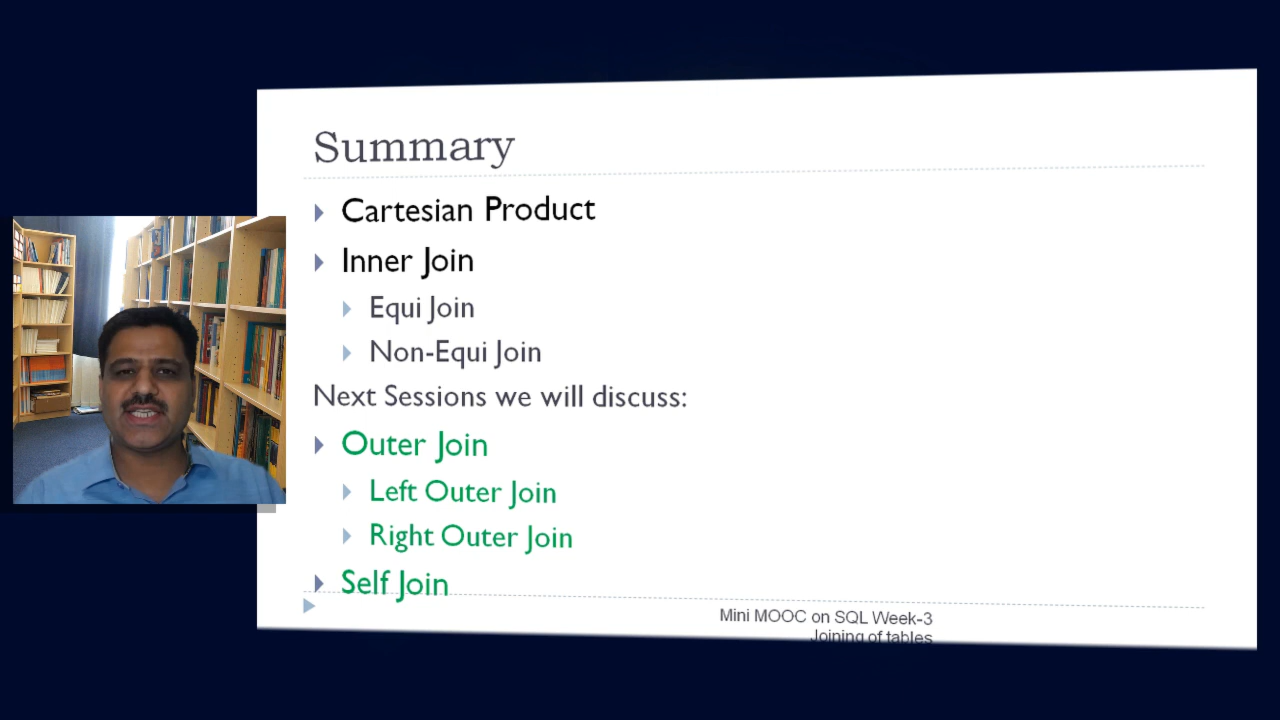 Summary
Cartesian Product
Inner Join
Equi Join
Non-Equi Join
Next Sessions we will discuss:
Outer Join
Left Outer Join
Right Outer Join
Self Join
Mini MOOC on SQL Week-3
Joining of tables